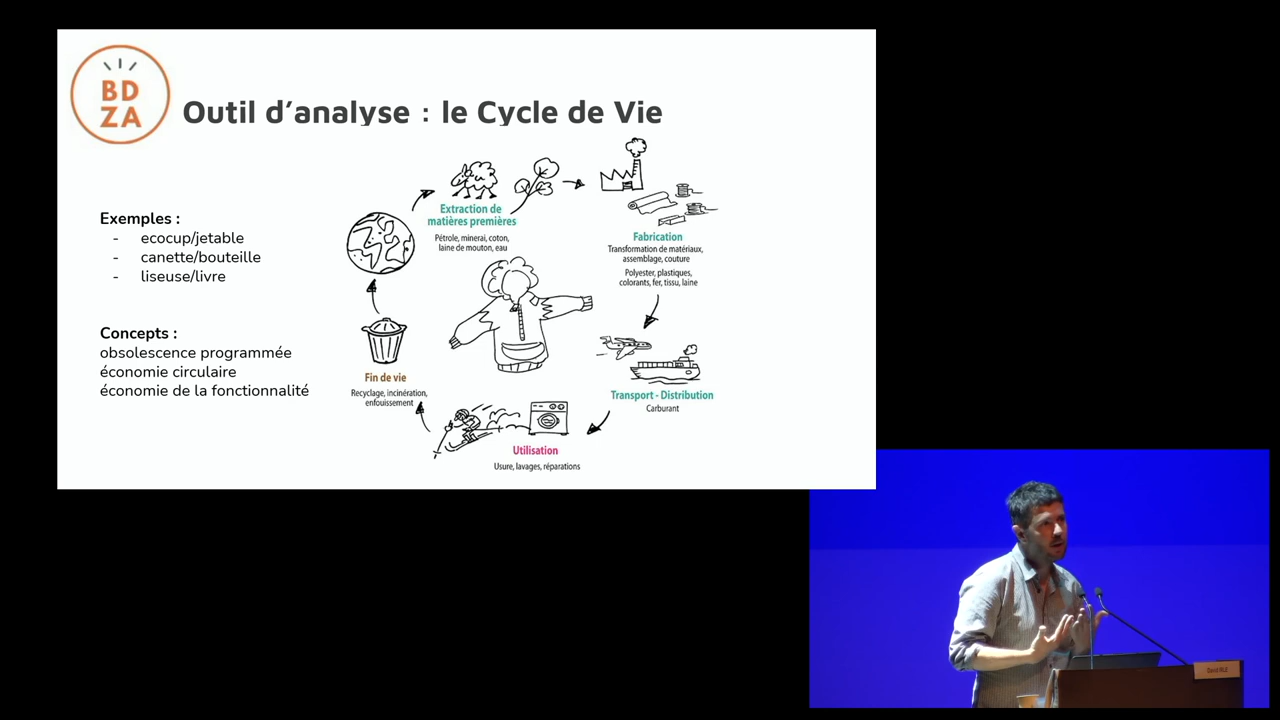 BD
ZA
Outil d’analyse : le Cycle de Vie
Exemples :
- ecocup/jetable
- canette/bouteille
- liseuse/livre
Concepts :
obsolescence programmée
économie circulaire
économie de la fonctionnalité
Extraction de
matières premières
Pétrole, minerai, coton,
laine de mouton, eau
Fabrication
Transformation de matériaux,
assemblage, couture
Polyester, plastiques,
colorants, fer, tissu, laine
Transport - Distribution
Carburant
Utilisation
Usure, lavages, réparations
Fin de vie
Recyclage, incinération,
enfouissement
David